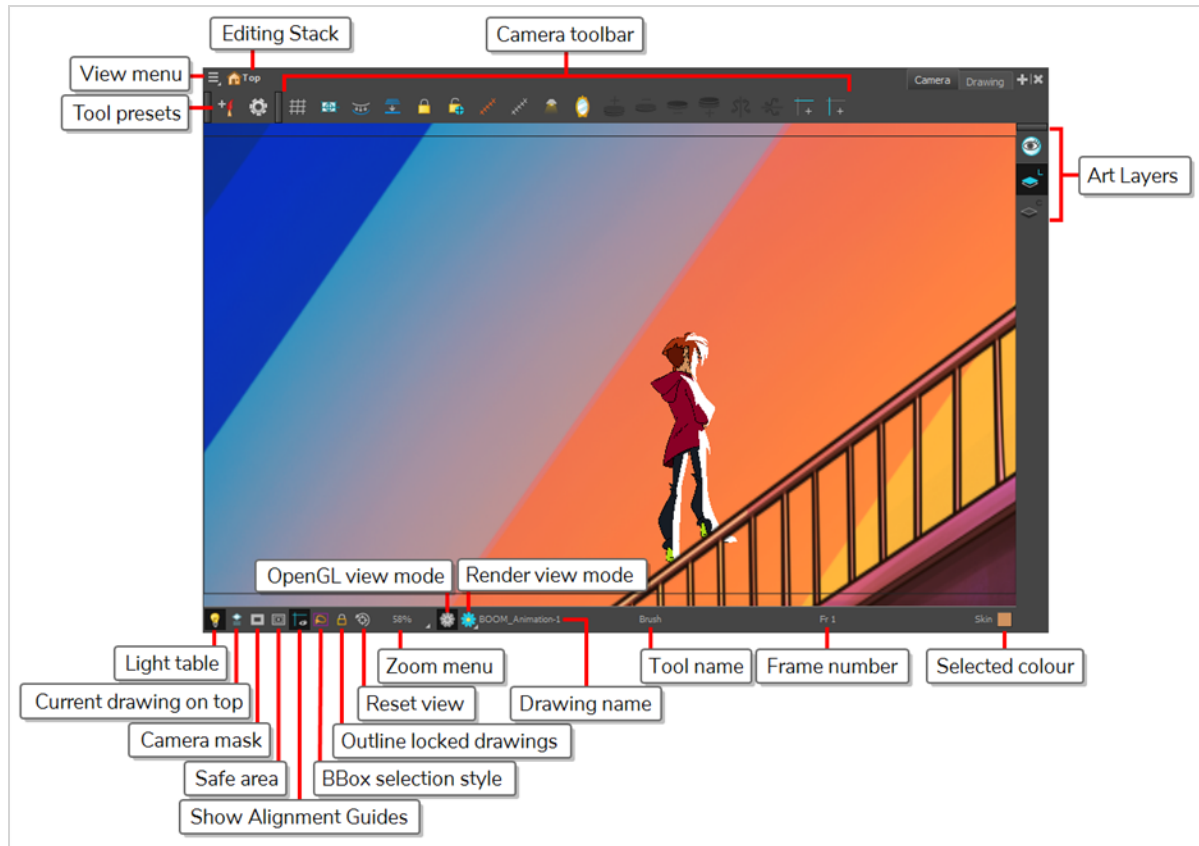 Editing Stack
Camera toolbar
View menu
Top
Camera
Drawing
Tool presets
L
C
Art Layers
OpenGL view mode
Render view mode
58%
BOOM_Animation-1
Brush
Fr 1
Skin
Light table
Zoom menu
Tool name
Frame number
Selected colour
Current drawing on top
Reset view
Drawing name
Camera mask
Outline locked drawings
Safe area
BBox selection style
Show Alignment Guides